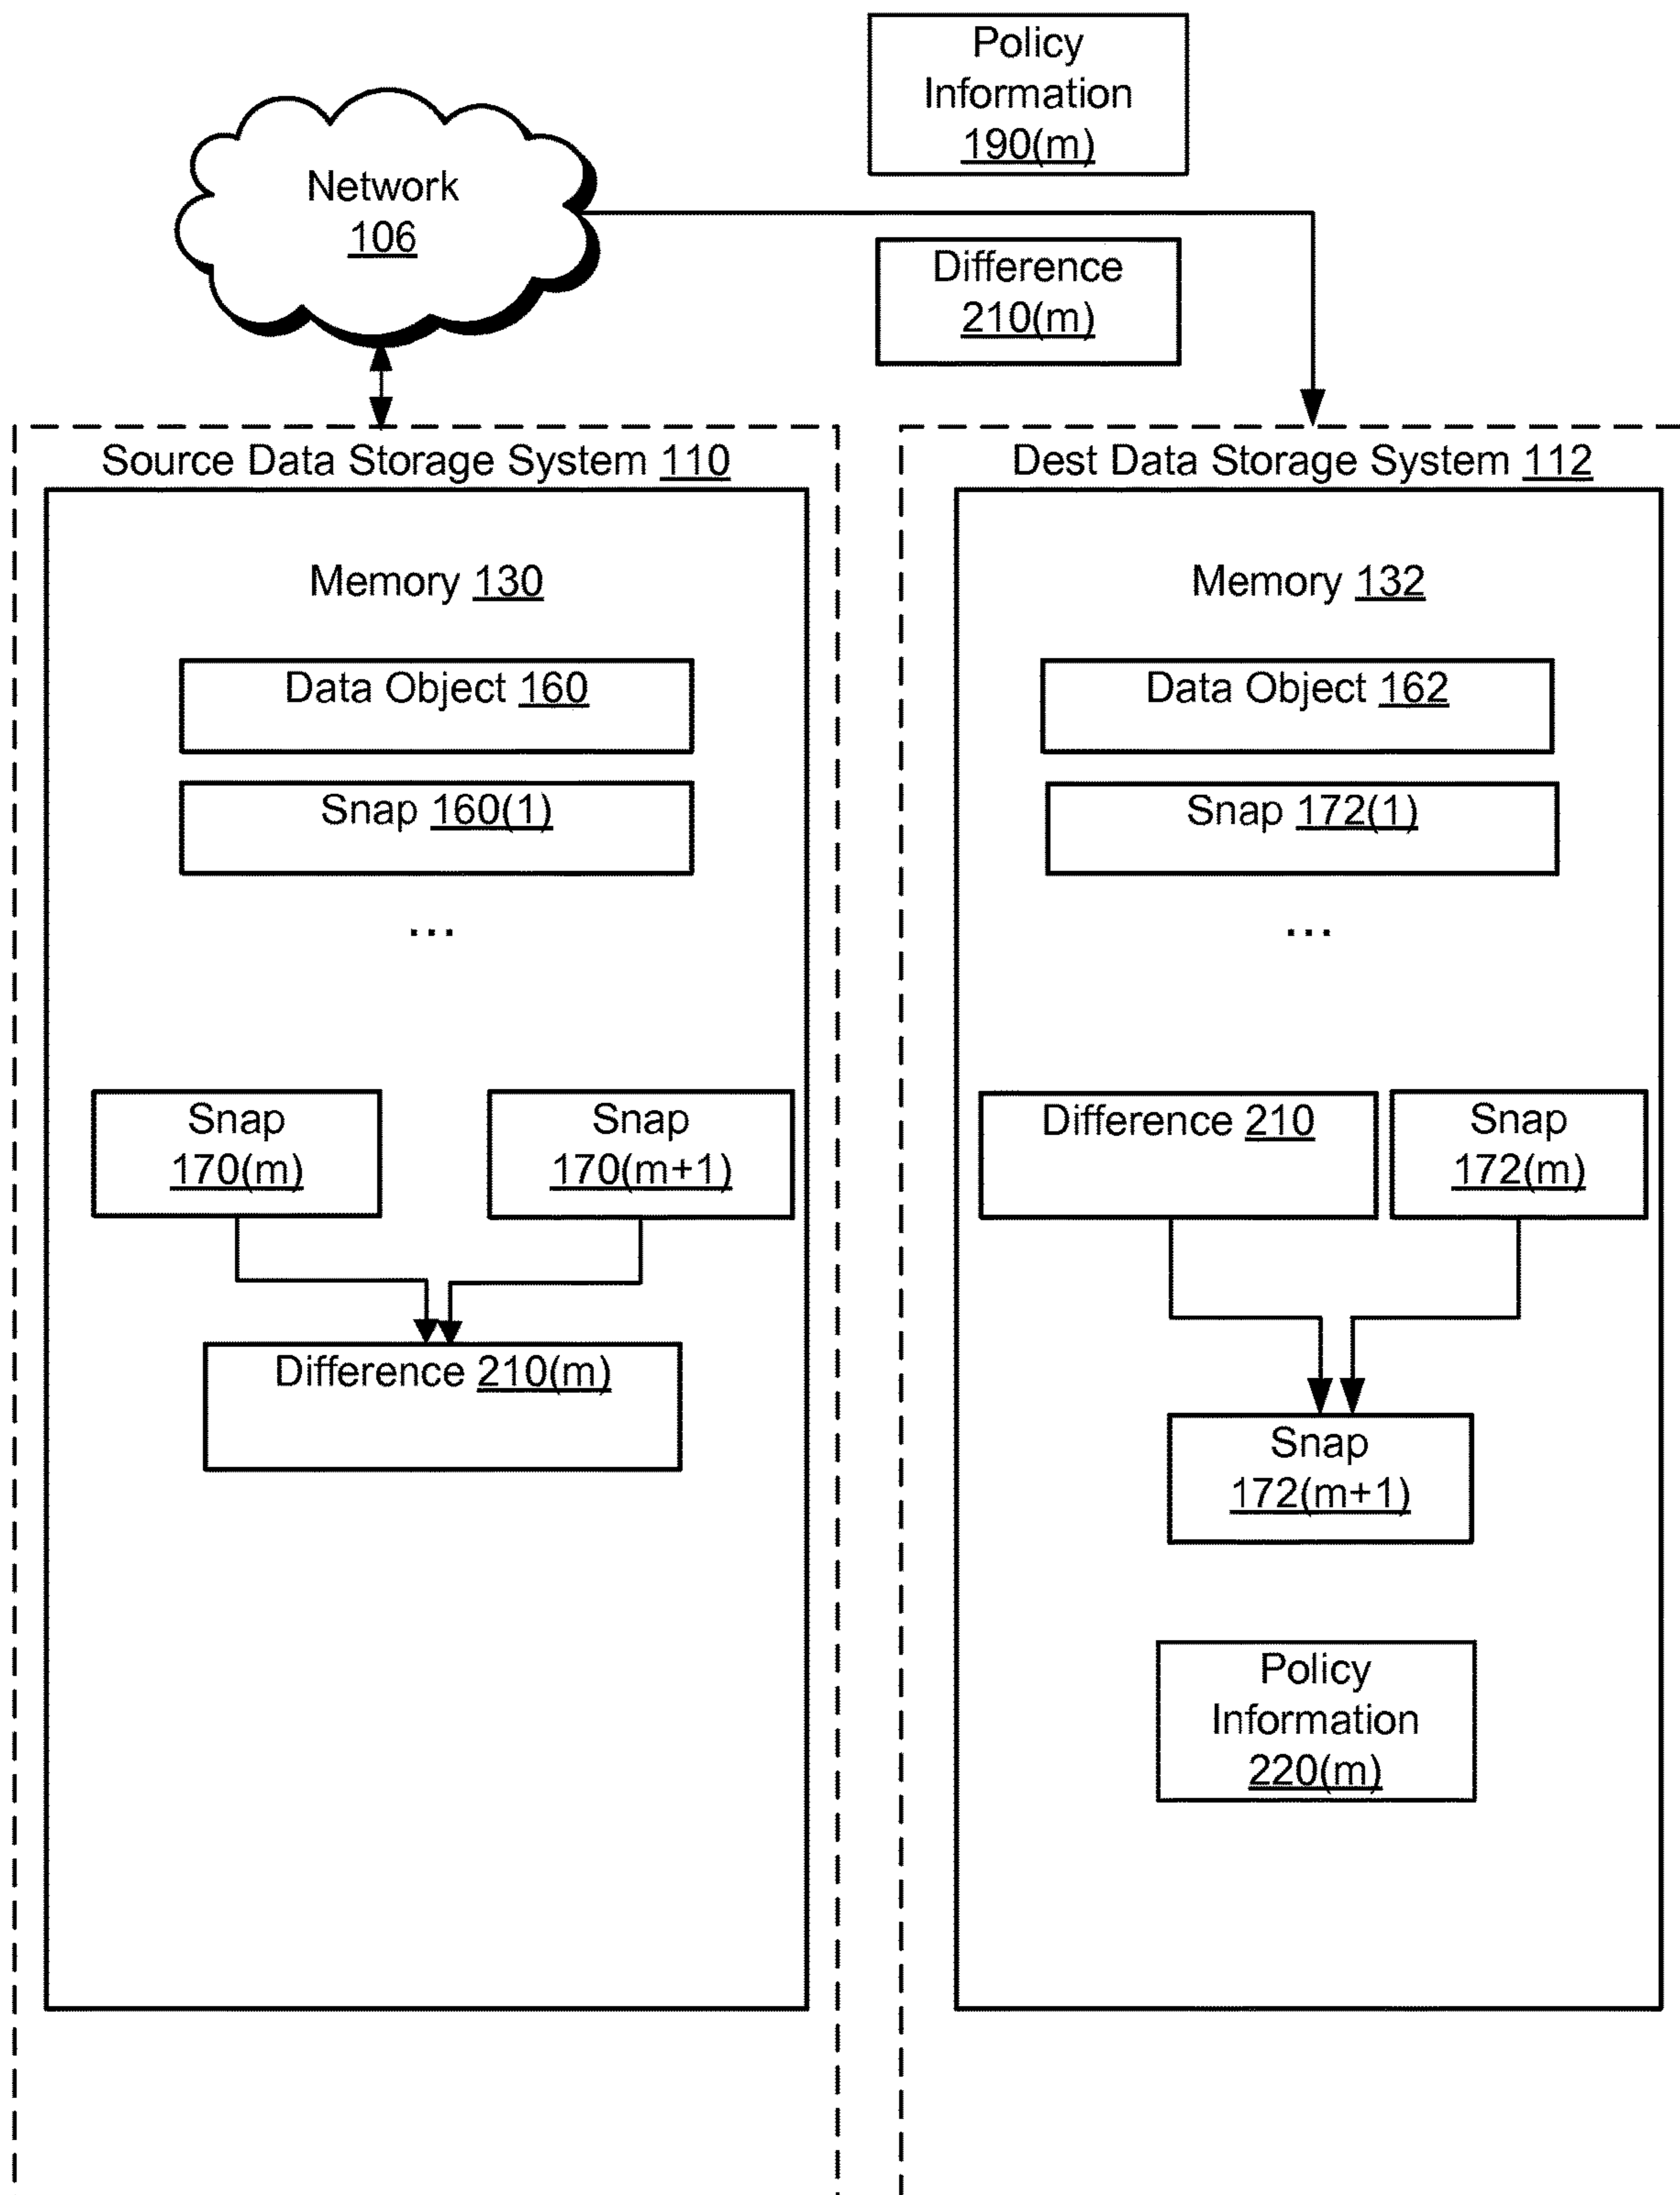 Policy
Information
190(m)
Network
106
Difference
210(m)
Source Data Storage System 110
Memory 130
Data Object 160
Snap 160(1)
...
Snap
170(m)
Snap
170(m+1)
Difference 210(m)
Dest Data Storage System 112
Memory 132
Data Object 162
Snap 172(1)
...
Difference 210
Snap
172(m)
Snap
172(m+1)
Policy
Information
220(m)